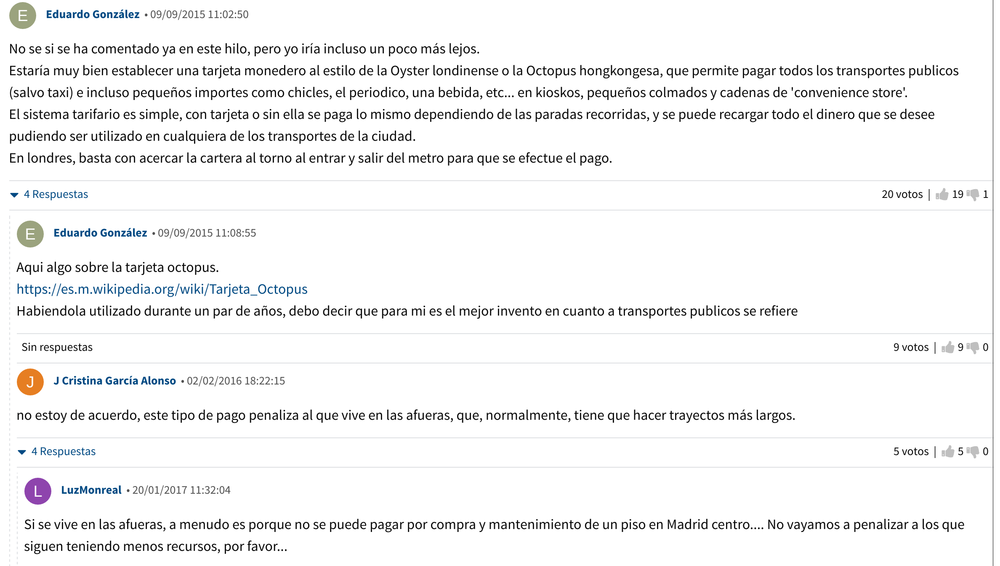 E
Eduardo González • 09/09/2015 11:02:50
No se si se ha comentado ya en este hilo, pero yo iría incluso un poco más lejos.
Estaría muy bien establecer una tarjeta monedero al estilo de la Oyster londinense o la Octopus hongkongesa, que permite pagar todos los transportes publicos
(salvo taxi) e incluso pequeños importes como chicles, el periodico, una bebida, etc... en kioskos, pequeños colmados y cadenas de 'convenience store'.
El sistema tarifario es simple, con tarjeta o sin ella se paga lo mismo dependiendo de las paradas recorridas, y se puede recargar todo el dinero que se desee
pudiendo ser utilizado en cualquiera de los transportes de la ciudad.
En londres, basta con acercar la cartera al torno al entrar y salir del metro para que se efectue el pago.
4 Respuestas 20 votos | 19 1
E
Eduardo González • 09/09/2015 11:08:55
Aqui algo sobre la tarjeta octopus.
https://es.m.wikipedia.org/wiki/Tarjeta_Octopus
Habiendola utilizado durante un par de años, debo decir que para mi es el mejor invento en cuanto a transportes publicos se refiere
Sin respuestas 9 votos | 9 0
J
J Cristina García Alonso • 02/02/2016 18:22:15
no estoy de acuerdo, este tipo de pago penaliza al que vive en las afueras, que, normalmente, tiene que hacer trayectos más largos.
4 Respuestas 5 votos | 5 0
L
LuzMonreal • 20/01/2017 11:32:04
Si se vive en las afueras, a menudo es porque no se puede pagar por compra y mantenimiento de un piso en Madrid centro.... No vayamos a penalizar a los que
siguen teniendo menos recursos, por favor...